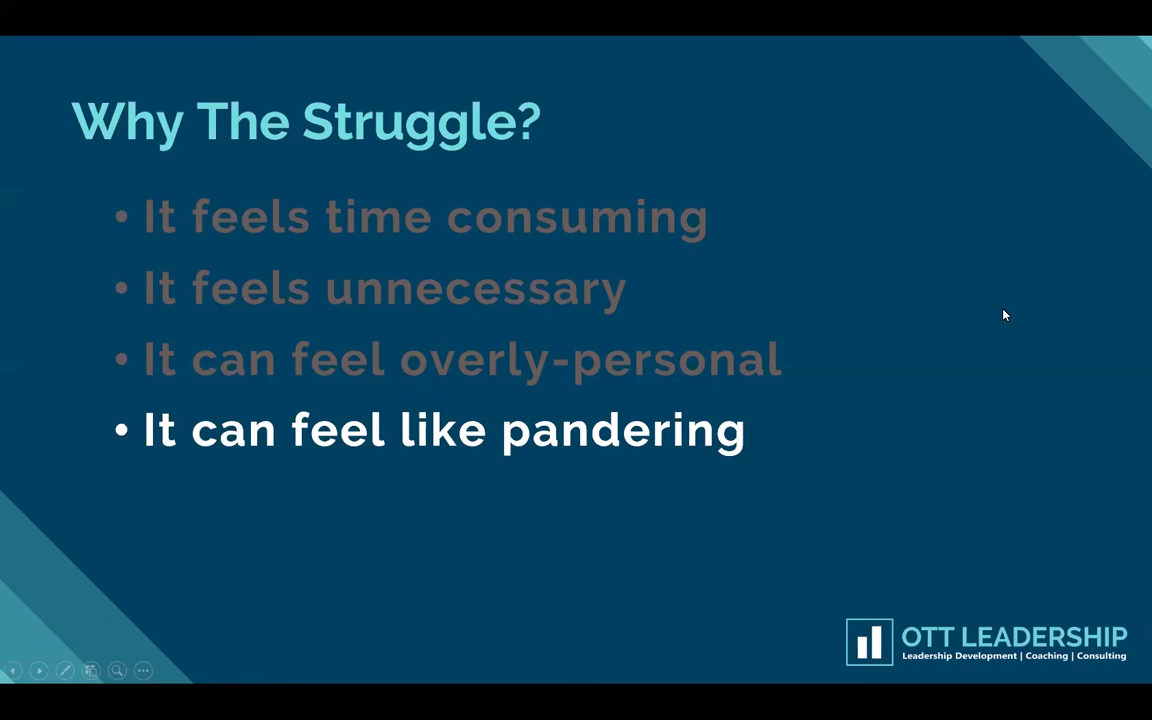 Why The Struggle?
• It feels time consuming
• It feels unnecessary
• It can feel overly-personal
• It can feel like pandering
OTT LEADERSHIP
Leadership Development | Coaching | Consulting